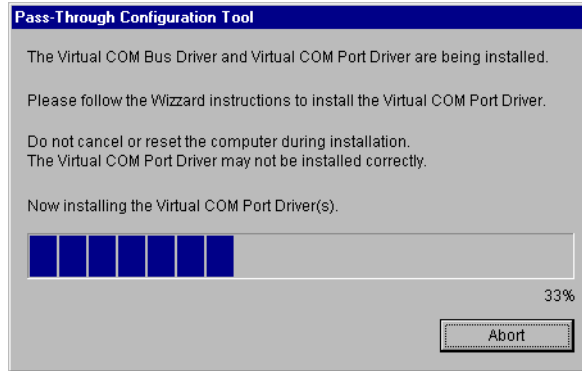 Pass-Through Configuration Tool
The Virtual COM Bus Driver and Virtual COM Port Driver are being installed.
Please follow the Wizzard instructions to install the Virtual COM Port Driver.
Do not cancel or reset the computer during installation.
The Virtual COM Port Driver may not be installed correctly.
Now installing the Virtual COM Port Driver(s).
33%
Abort